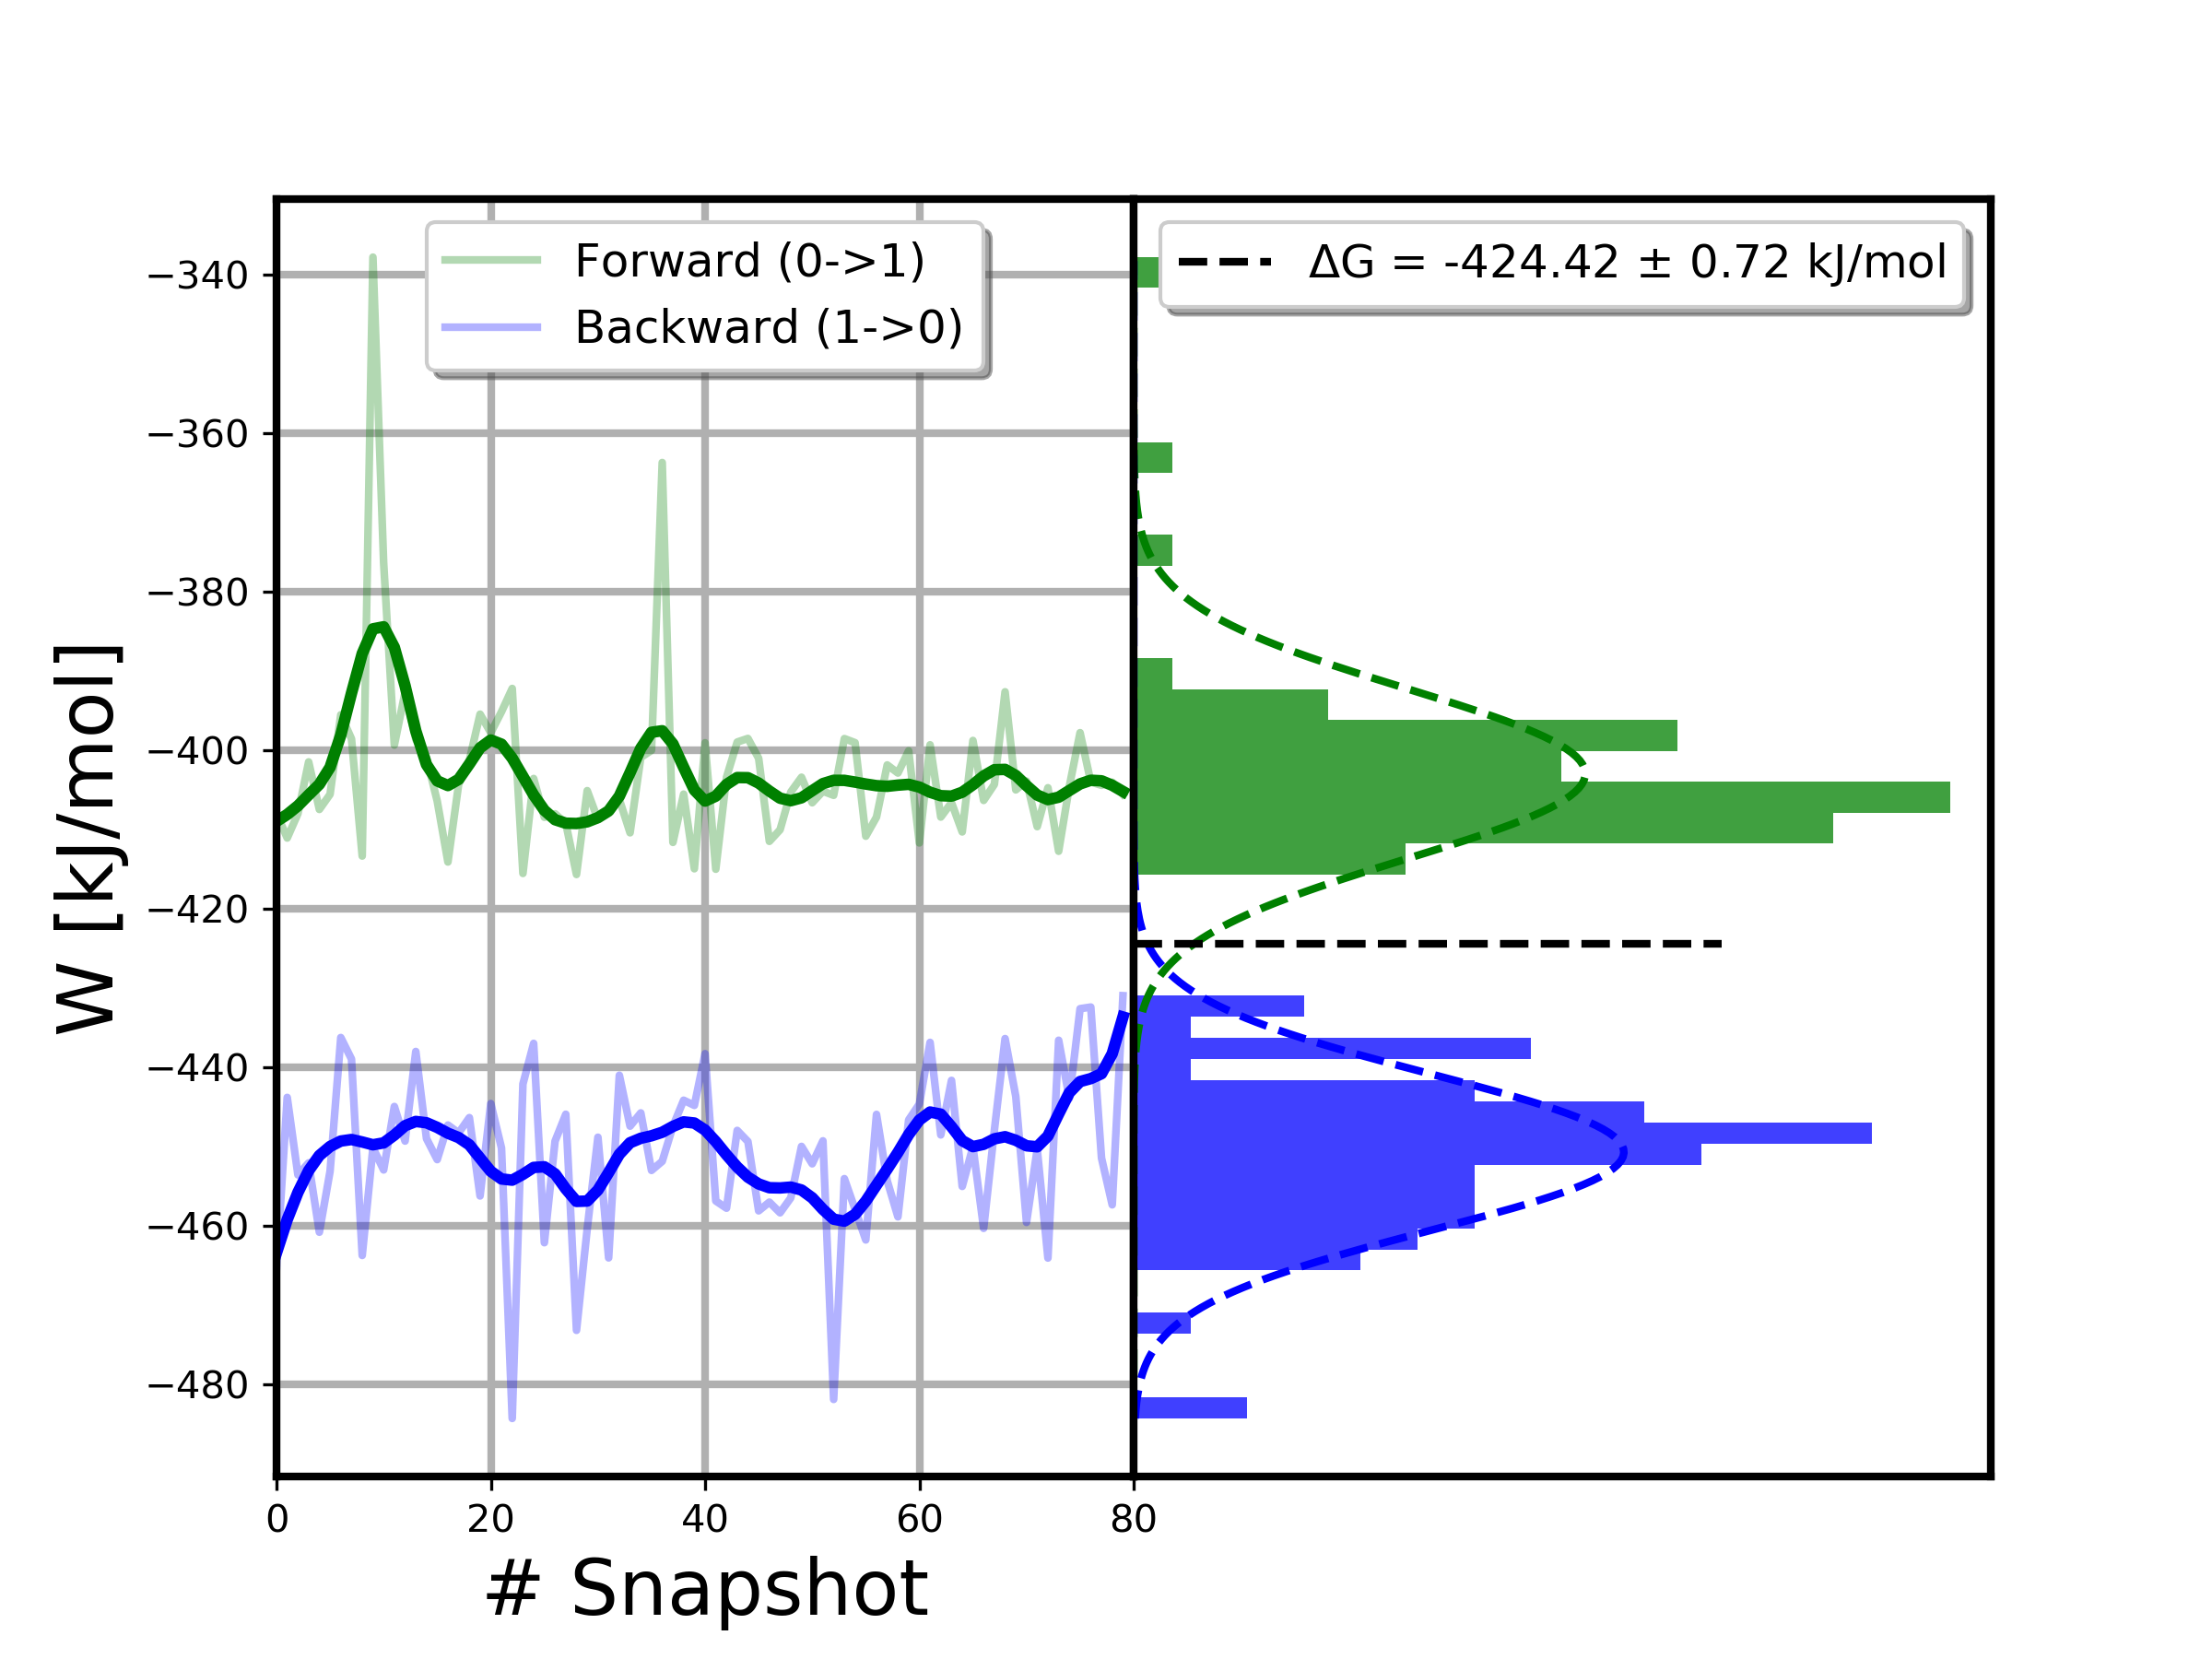 Forward (0->1)
Backward (1->0)
ΔG = -424.42 ± 0.72 kJ/mol
W [kJ/mol]
−340
−360
−380
−400
−420
−440
−460
−480
0 20 40 60 80
# Snapshot